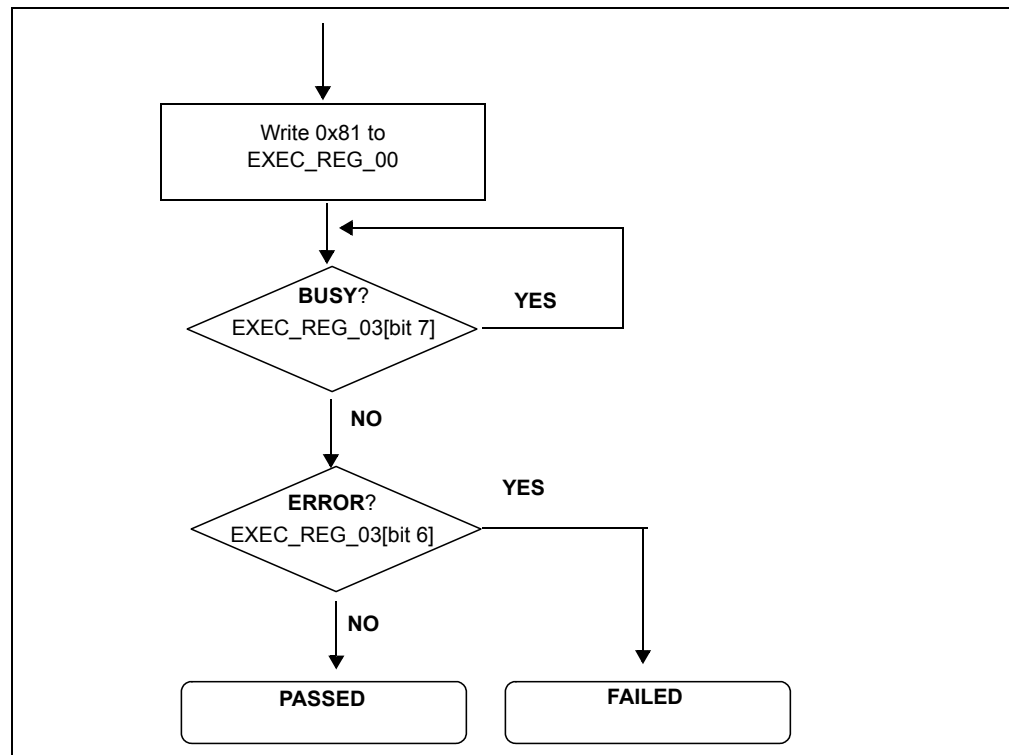 Write 0x81 to
EXEC_REG_00
BUSY?
YES
EXEC_REG_03[bit 7]
NO
YES
ERROR?
EXEC_REG_03[bit 6]
NO
PASSED
FAILED